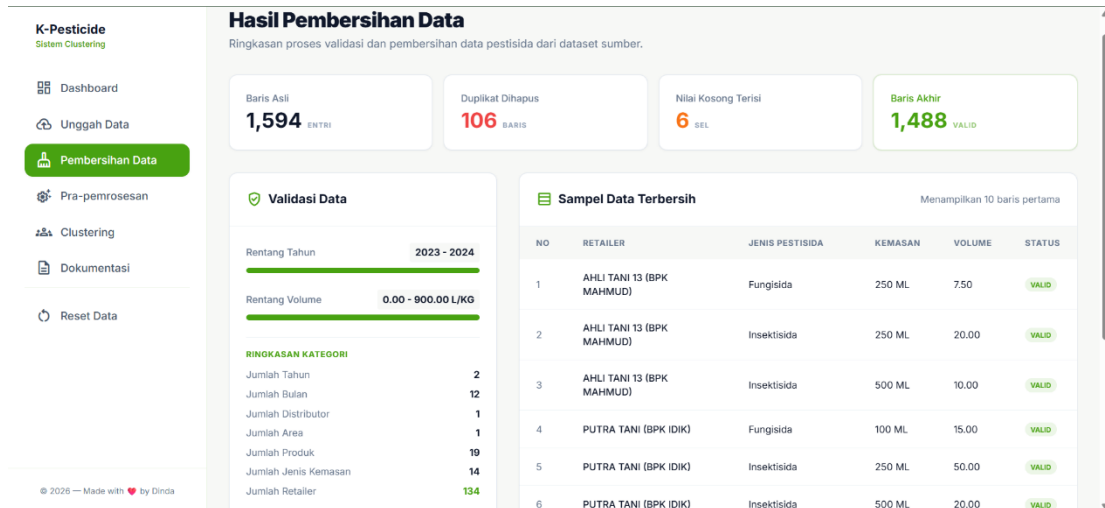 K-Pesticide
Sistem Clustering
Dashboard
Unggah Data
Pembersihan Data
Pra-pemrosesan
Clustering
Dokumentasi
Reset Data
© 2026 — Made with ❤ by Dinda
Hasil Pembersihan Data
Ringkasan proses validasi dan pembersihan data pestisida dari dataset sumber.
Baris Asli
1,594 ENTRI
Duplikat Dihapus
106 BARIS
Nilai Kosong Terisi
6 SEL
Baris Akhir
1,488 VALID
Validasi Data
Rentang Tahun 2023 - 2024
Rentang Volume 0.00 - 900.00 L/KG
RINGKASAN KATEGORI
Jumlah Tahun 2
Jumlah Bulan 12
Jumlah Distributor 1
Jumlah Area 1
Jumlah Produk 19
Jumlah Jenis Kemasan 14
Jumlah Retailer 134
Sampel Data Terbersih Menampilkan 10 baris pertama
NO RETAILER JENIS PESTISIDA KEMASAN VOLUME STATUS
1 AHLI TANI 13 (BPK MAHMUD) Fungisida 250 ML 7.50 VALID
2 AHLI TANI 13 (BPK MAHMUD) Insektisida 250 ML 20.00 VALID
3 AHLI TANI 13 (BPK MAHMUD) Insektisida 500 ML 10.00 VALID
4 PUTRA TANI (BPK IDIK) Fungisida 100 ML 15.00 VALID
5 PUTRA TANI (BPK IDIK) Insektisida 250 ML 50.00 VALID
6 PUTRA TANI (BPK IDIK) Insektisida 500 ML 20.00 VALID